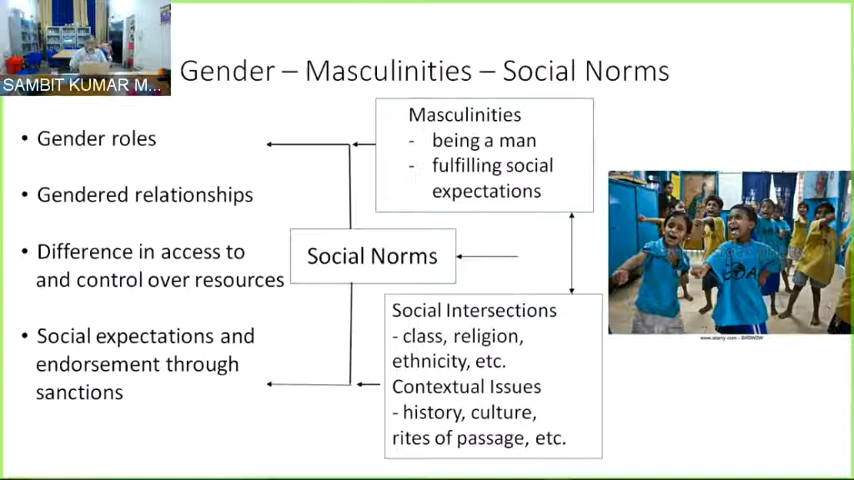 SAMBIT KUMAR M...
Gender – Masculinities – Social Norms
• Gender roles
• Gendered relationships
• Difference in access to
and control over resources
• Social expectations and
endorsement through
sanctions
Masculinities
- being a man
- fulfilling social
expectations
Social Norms
Social Intersections
- class, religion,
ethnicity, etc.
Contextual Issues
- history, culture,
rites of passage, etc.